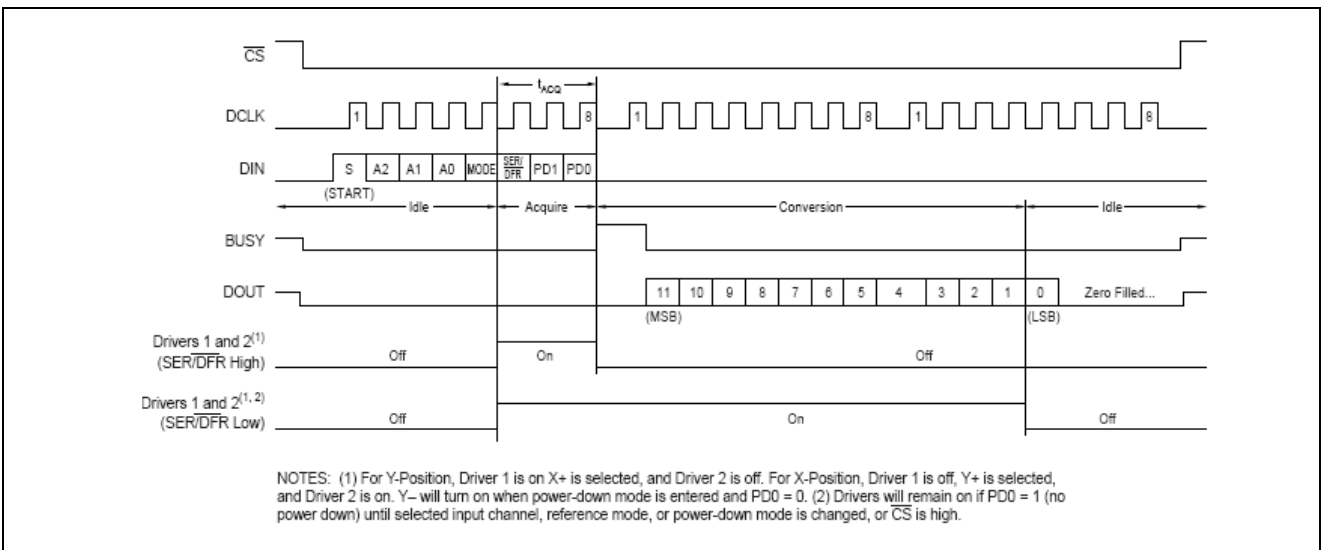 CS
tACQ
DCLK 1 8 1 8 1 8
DIN S A2 A1 A0 MODE SER/DFR PD1 PD0
(START)
Idle Acquire Conversion Idle
BUSY
DOUT 11 10 9 8 7 6 5 4 3 2 1 0 Zero Filled...
(MSB) (LSB)
Drivers 1 and 2(1)
(SER/DFR High) Off On Off
Drivers 1 and 2(1, 2)
(SER/DFR Low) Off On Off
NOTES: (1) For Y-Position, Driver 1 is on X+ is selected, and Driver 2 is off. For X-Position, Driver 1 is off, Y+ is selected,
and Driver 2 is on. Y– will turn on when power-down mode is entered and PD0 = 0. (2) Drivers will remain on if PD0 = 1 (no
power down) until selected input channel, reference mode, or power-down mode is changed, or CS is high.